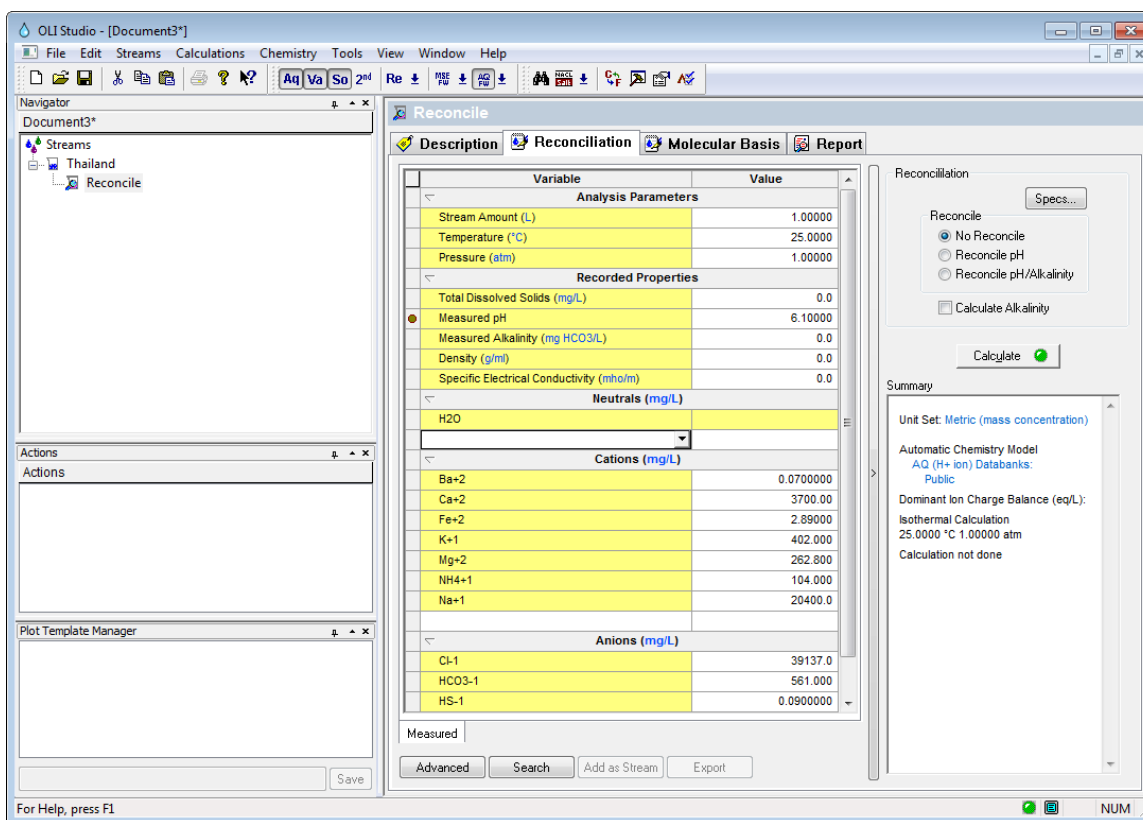 OLI Studio - [Document3*]
File Edit Streams Calculations Chemistry Tools View Window Help
Aq Va So 2nd Re MSE FW AQ FW
Navigator
Document3*
Streams
Thailand
Reconcile
Actions
Actions
Plot Template Manager
Save
Reconcile
Description Reconciliation Molecular Basis Report
Variable Value
Analysis Parameters
Stream Amount (L) 1.00000
Temperature (°C) 25.0000
Pressure (atm) 1.00000
Recorded Properties
Total Dissolved Solids (mg/L) 0.0
Measured pH 6.10000
Measured Alkalinity (mg HCO3/L) 0.0
Density (g/ml) 0.0
Specific Electrical Conductivity (mho/m) 0.0
Neutrals (mg/L)
H2O
Cations (mg/L)
Ba+2 0.0700000
Ca+2 3700.00
Fe+2 2.89000
K+1 402.000
Mg+2 262.800
NH4+1 104.000
Na+1 20400.0
Anions (mg/L)
Cl-1 39137.0
HCO3-1 561.000
HS-1 0.0900000
Measured
Advanced Search Add as Stream Export
Reconcililation
Specs...
Reconcile
No Reconcile
Reconcile pH
Reconcile pH/Alkalinity
Calculate Alkalinity
Calculate
Summary
Unit Set: Metric (mass concentration)
Automatic Chemistry Model
AQ (H+ ion) Databanks:
Public
Dominant Ion Charge Balance (eq/L):
Isothermal Calculation
25.0000 °C 1.00000 atm
Calculation not done
For Help, press F1
NUM